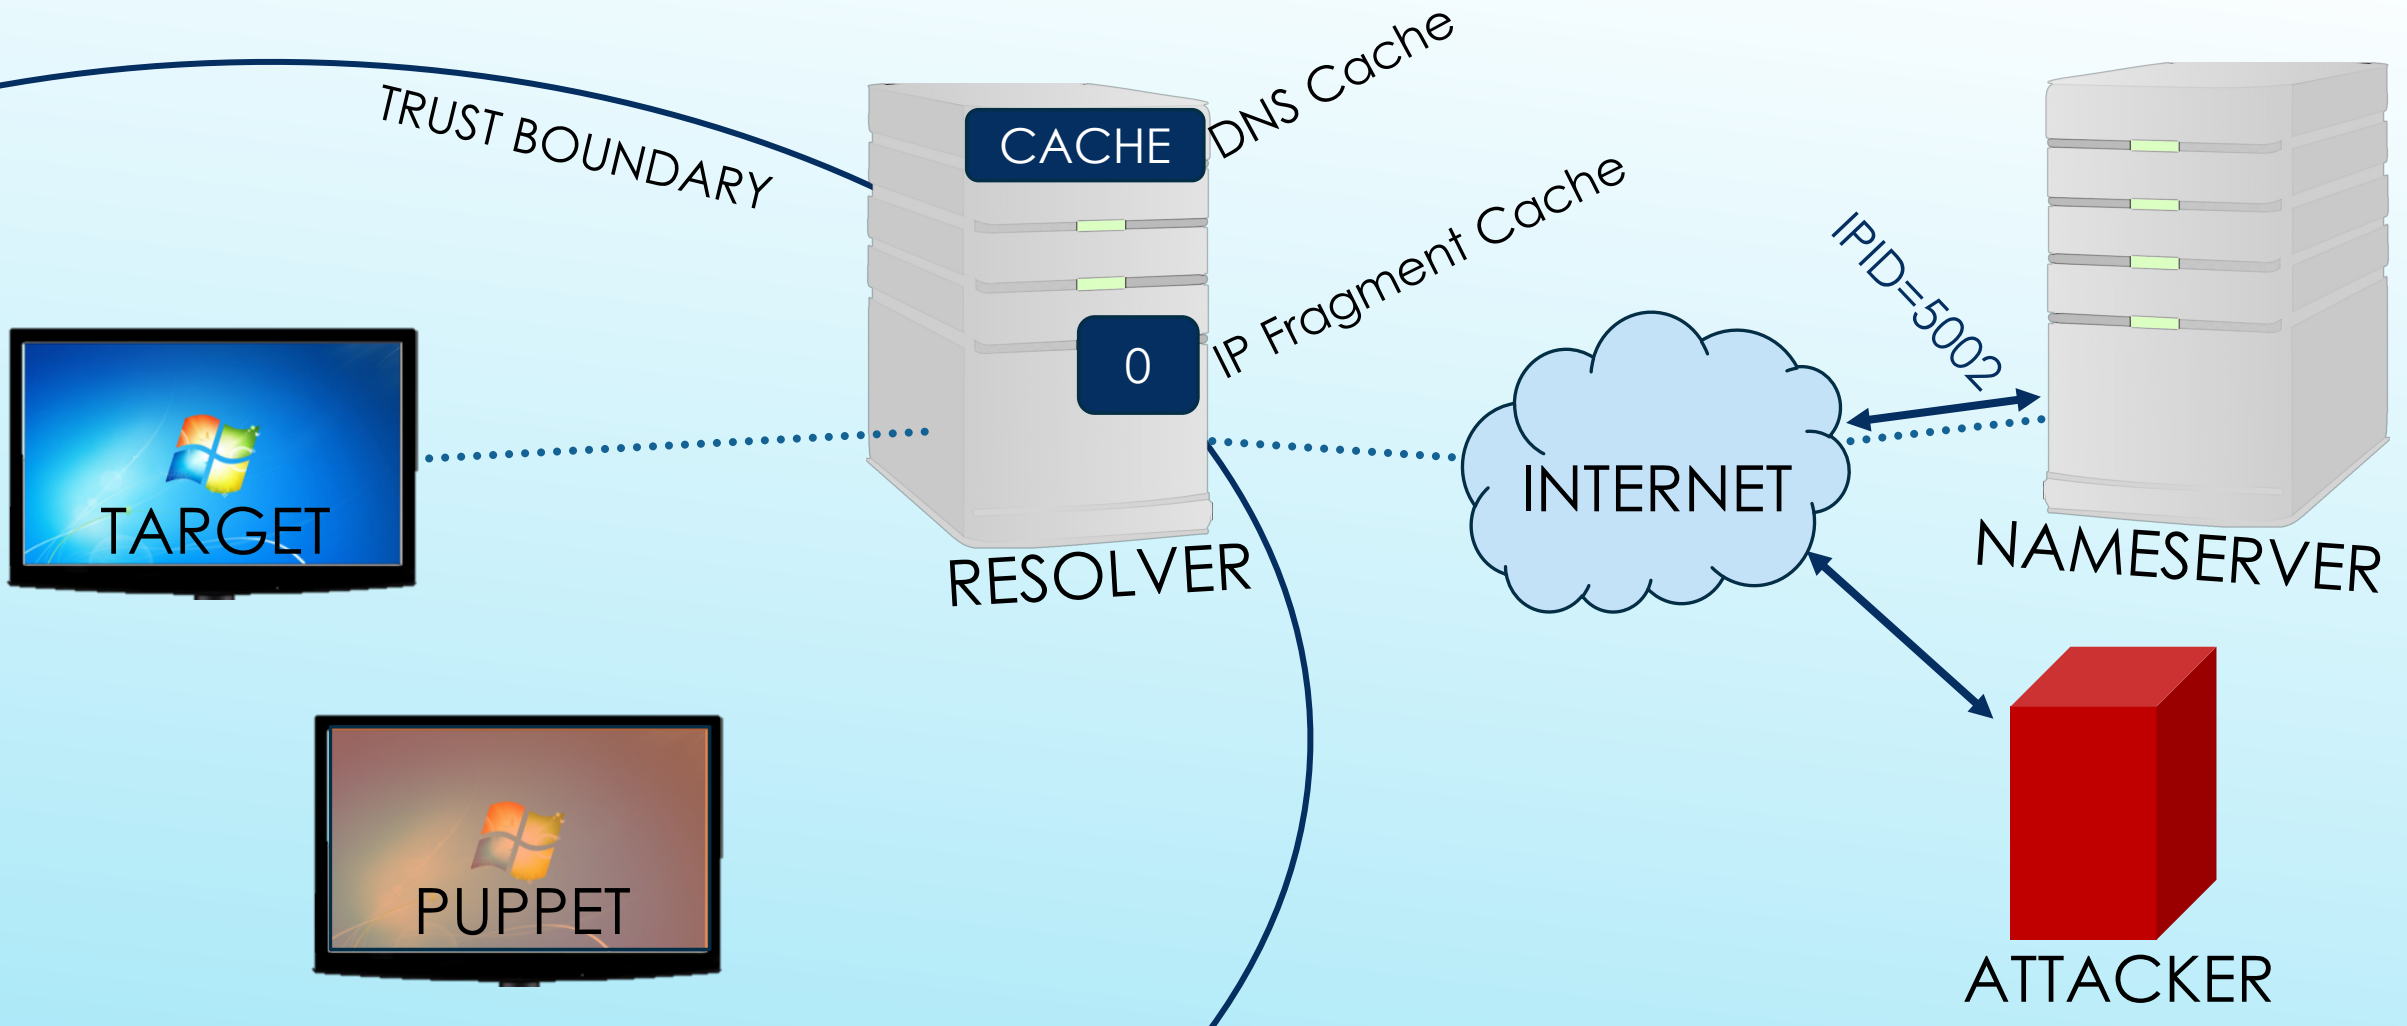 TRUST BOUNDARY
CACHE
DNS Cache
0
IP Fragment Cache
IPID=5002
TARGET
RESOLVER
INTERNET
NAMESERVER
PUPPET
ATTACKER